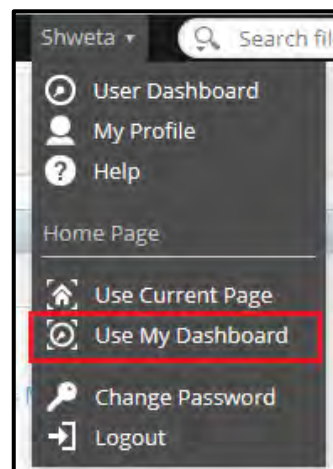 Shweta ▾ Search fil
User Dashboard
My Profile
? Help
Home Page
Use Current Page
Use My Dashboard
Change Password
Logout